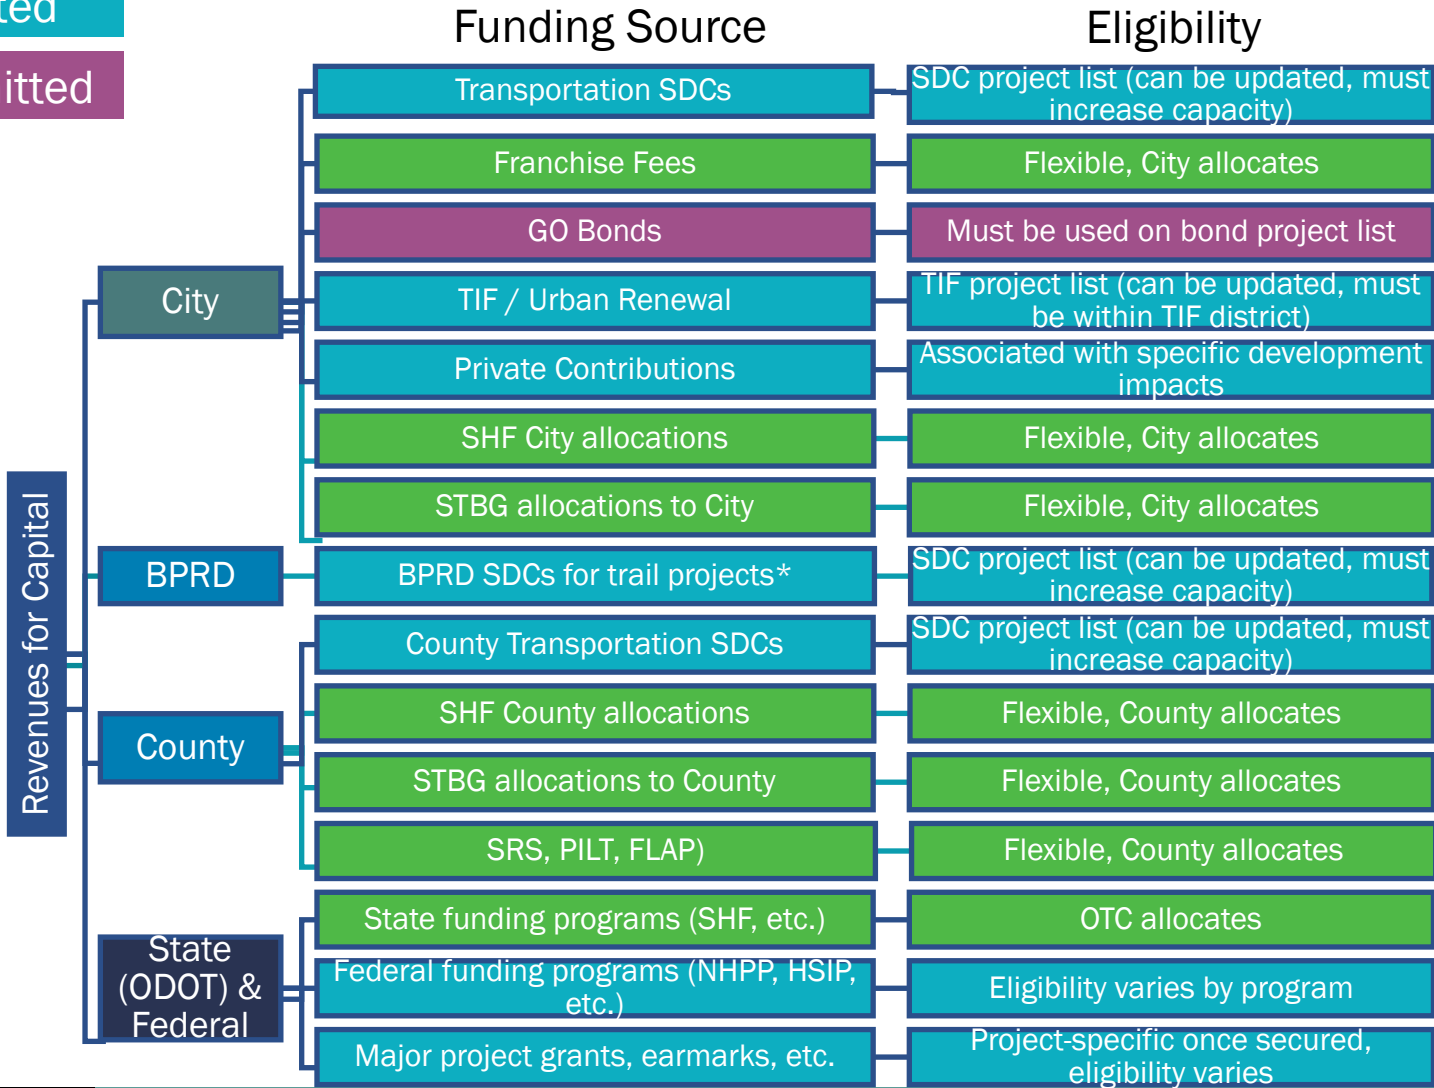 Funding Source
Eligibility
Transportation SDCs
SDC project list (can be updated, must
increase capacity)
Franchise Fees
Flexible, City allocates
GO Bonds
Must be used on bond project list
City
TIF / Urban Renewal
TIF project list (can be updated, must
be within TIF district)
Private Contributions
Associated with specific development
impacts
SHF City allocations
Flexible, City allocates
STBG allocations to City
Flexible, City allocates
Revenues for Capital
BPRD
BPRD SDCs for trail projects*
SDC project list (can be updated, must
increase capacity)
County Transportation SDCs
SDC project list (can be updated, must
increase capacity)
SHF County allocations
Flexible, County allocates
County
STBG allocations to County
Flexible, County allocates
SRS, PILT, FLAP)
Flexible, County allocates
State funding programs (SHF, etc.)
OTC allocates
State
(ODOT) &
Federal
Federal funding programs (NHPP, HSIP,
etc.)
Eligibility varies by program
Major project grants, earmarks, etc.
Project-specific once secured,
eligibility varies